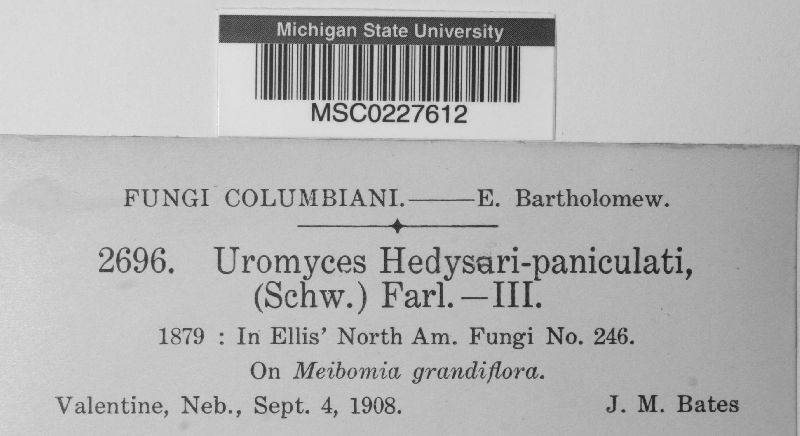 Michigan State University
MSC0227612
FUNGI COLUMBIANI.——E. Bartholomew.
2696. Uromyces Hedysari-paniculati,
(Schw.) Farl.—III.
1879 : In Ellis' North Am. Fungi No. 246.
On Meibomia grandiflora.
Valentine, Neb., Sept. 4, 1908. J. M. Bates